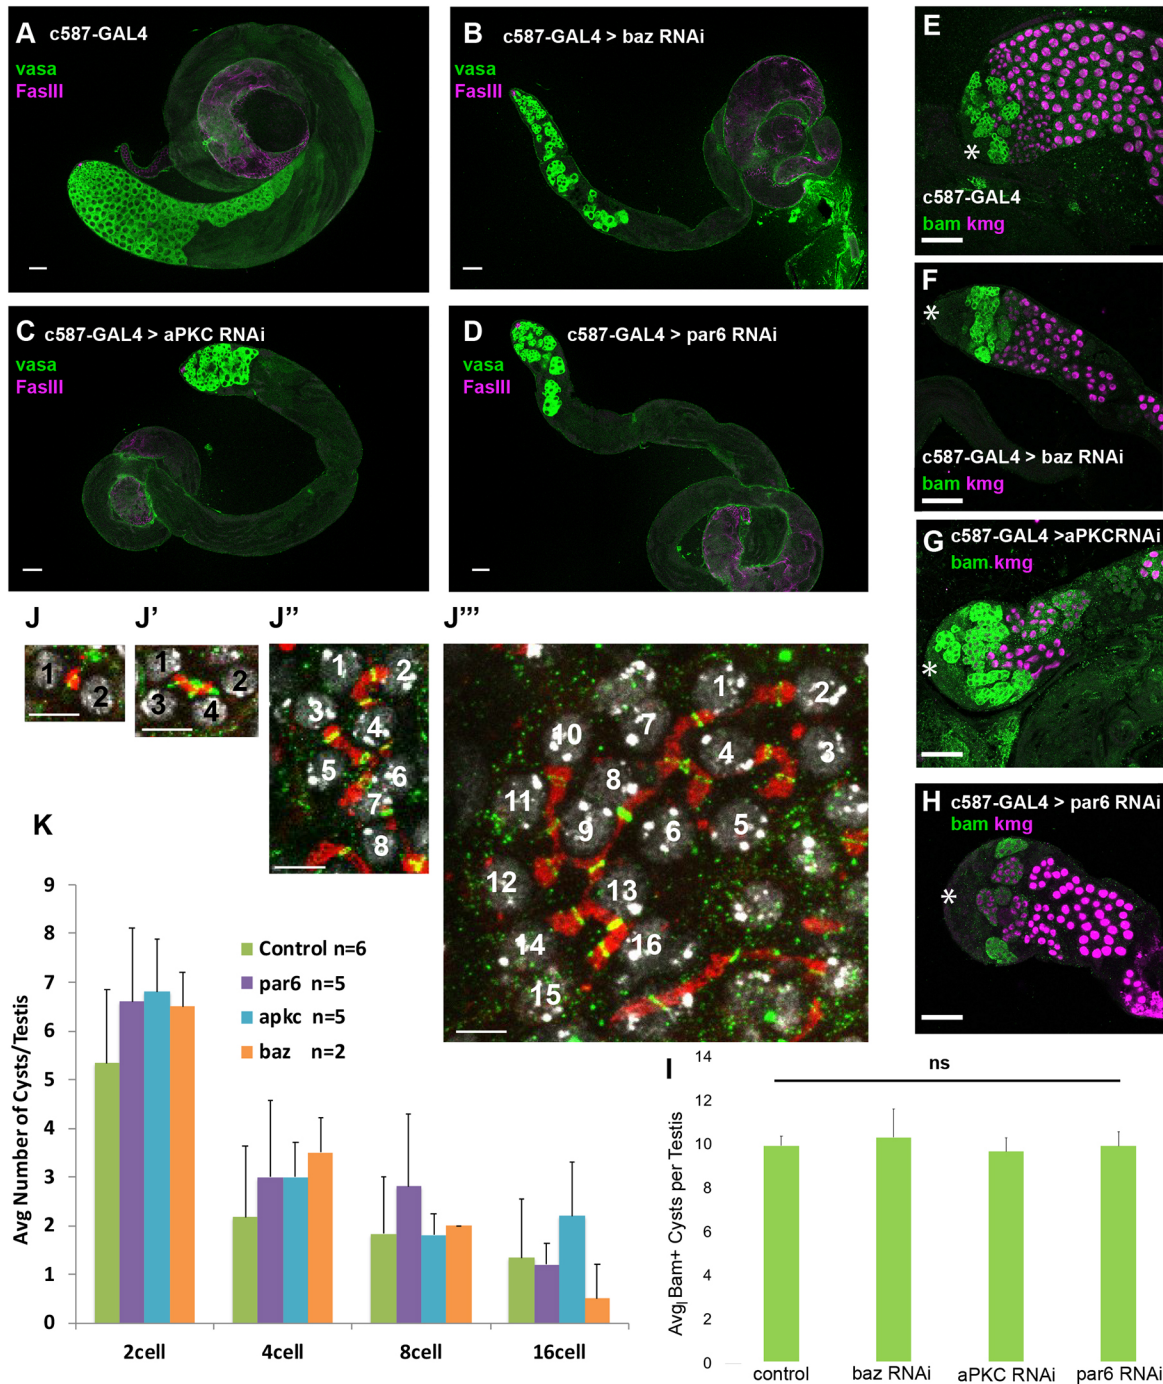 A c587-GAL4
vasa
FasIII
B c587-GAL4 > baz RNAi
vasa
FasIII
C c587-GAL4 > aPKC RNAi
vasa
FasIII
D c587-GAL4 > par6 RNAi
vasa
FasIII
E
*
c587-GAL4
bam kmg
F
*
c587-GAL4 > baz RNAi
bam kmg
G c587-GAL4 >aPKCRNAi
bam kmg
*
H c587-GAL4 > par6 RNAi
bam kmg
*
J
1
2
J’
1
2
3
4
J’’
1
2
3
4
5
6
7
8
J’’’
1
2
7
10
4
3
8
11
9
6
5
12
13
14
16
15
K
Avg Number of Cysts/Testis
9
8
7
6
5
4
3
2
1
0
Control n=6
par6 n=5
apkc n=5
baz n=2
2cell 4cell 8cell 16cell
I
ns
Avg Bam+ Cysts per Testis
14
12
10
8
6
4
2
0
control baz RNAi aPKC RNAi par6 RNAi